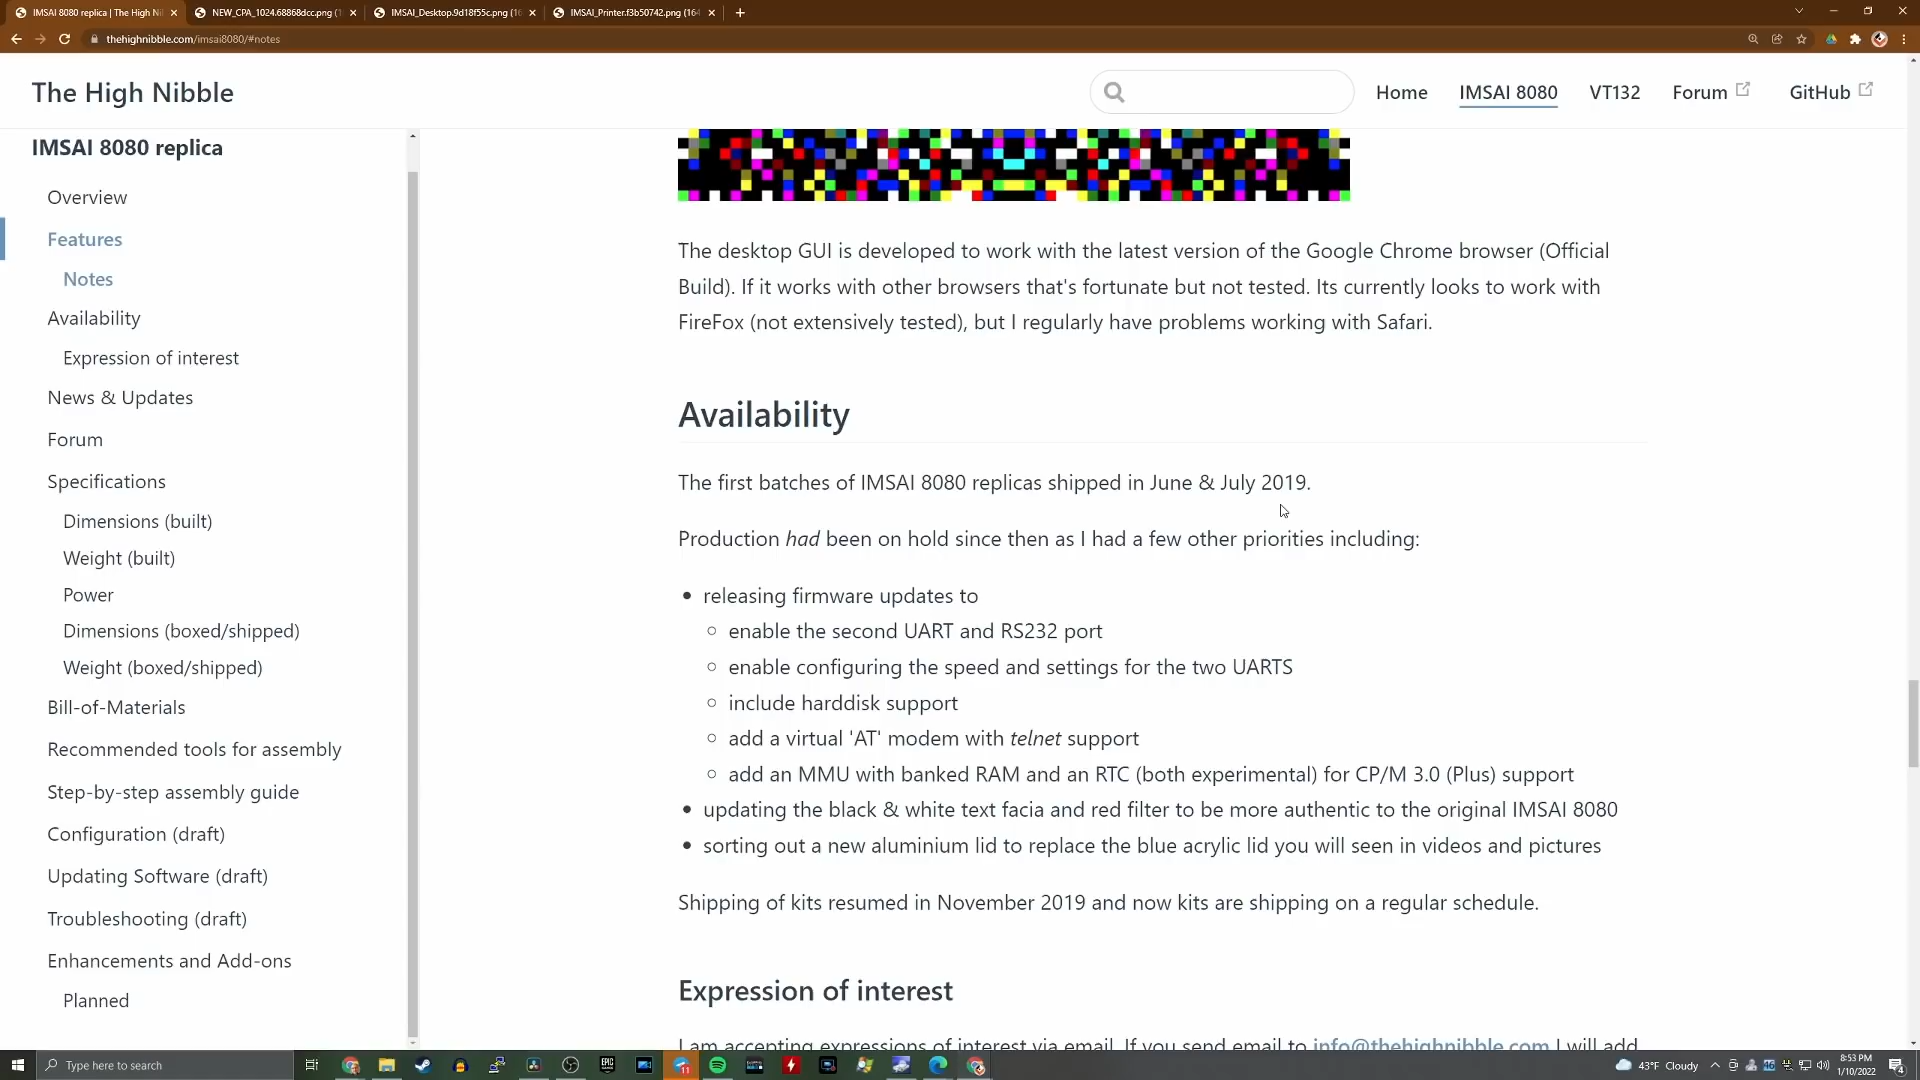 IMSAI 8080 replica | The High Ni
NEW_CPA_1024.68868dcc.png (1
IMSAI_Desktop.9d18f55c.png (16
IMSAI_Printer.f3b50742.png (164
thehighnibble.com/imsai8080/#notes
The High Nibble
Home
IMSAI 8080
VT132
Forum
GitHub
IMSAI 8080 replica
Overview
Features
Notes
Availability
Expression of interest
News & Updates
Forum
Specifications
Dimensions (built)
Weight (built)
Power
Dimensions (boxed/shipped)
Weight (boxed/shipped)
Bill-of-Materials
Recommended tools for assembly
Step-by-step assembly guide
Configuration (draft)
Updating Software (draft)
Troubleshooting (draft)
Enhancements and Add-ons
Planned
The desktop GUI is developed to work with the latest version of the Google Chrome browser (Official
Build). If it works with other browsers that's fortunate but not tested. Its currently looks to work with
FireFox (not extensively tested), but I regularly have problems working with Safari.
Availability
The first batches of IMSAI 8080 replicas shipped in June & July 2019.
Production had been on hold since then as I had a few other priorities including:
• releasing firmware updates to
○ enable the second UART and RS232 port
○ enable configuring the speed and settings for the two UARTS
○ include harddisk support
○ add a virtual 'AT' modem with telnet support
○ add an MMU with banked RAM and an RTC (both experimental) for CP/M 3.0 (Plus) support
• updating the black & white text facia and red filter to be more authentic to the original IMSAI 8080
• sorting out a new aluminium lid to replace the blue acrylic lid you will seen in videos and pictures
Shipping of kits resumed in November 2019 and now kits are shipping on a regular schedule.
Expression of interest
I am accepting expressions of interest via email. If you send email to info@thehighnibble.com I will add
Type here to search
43°F Cloudy
8:53 PM
1/10/2022